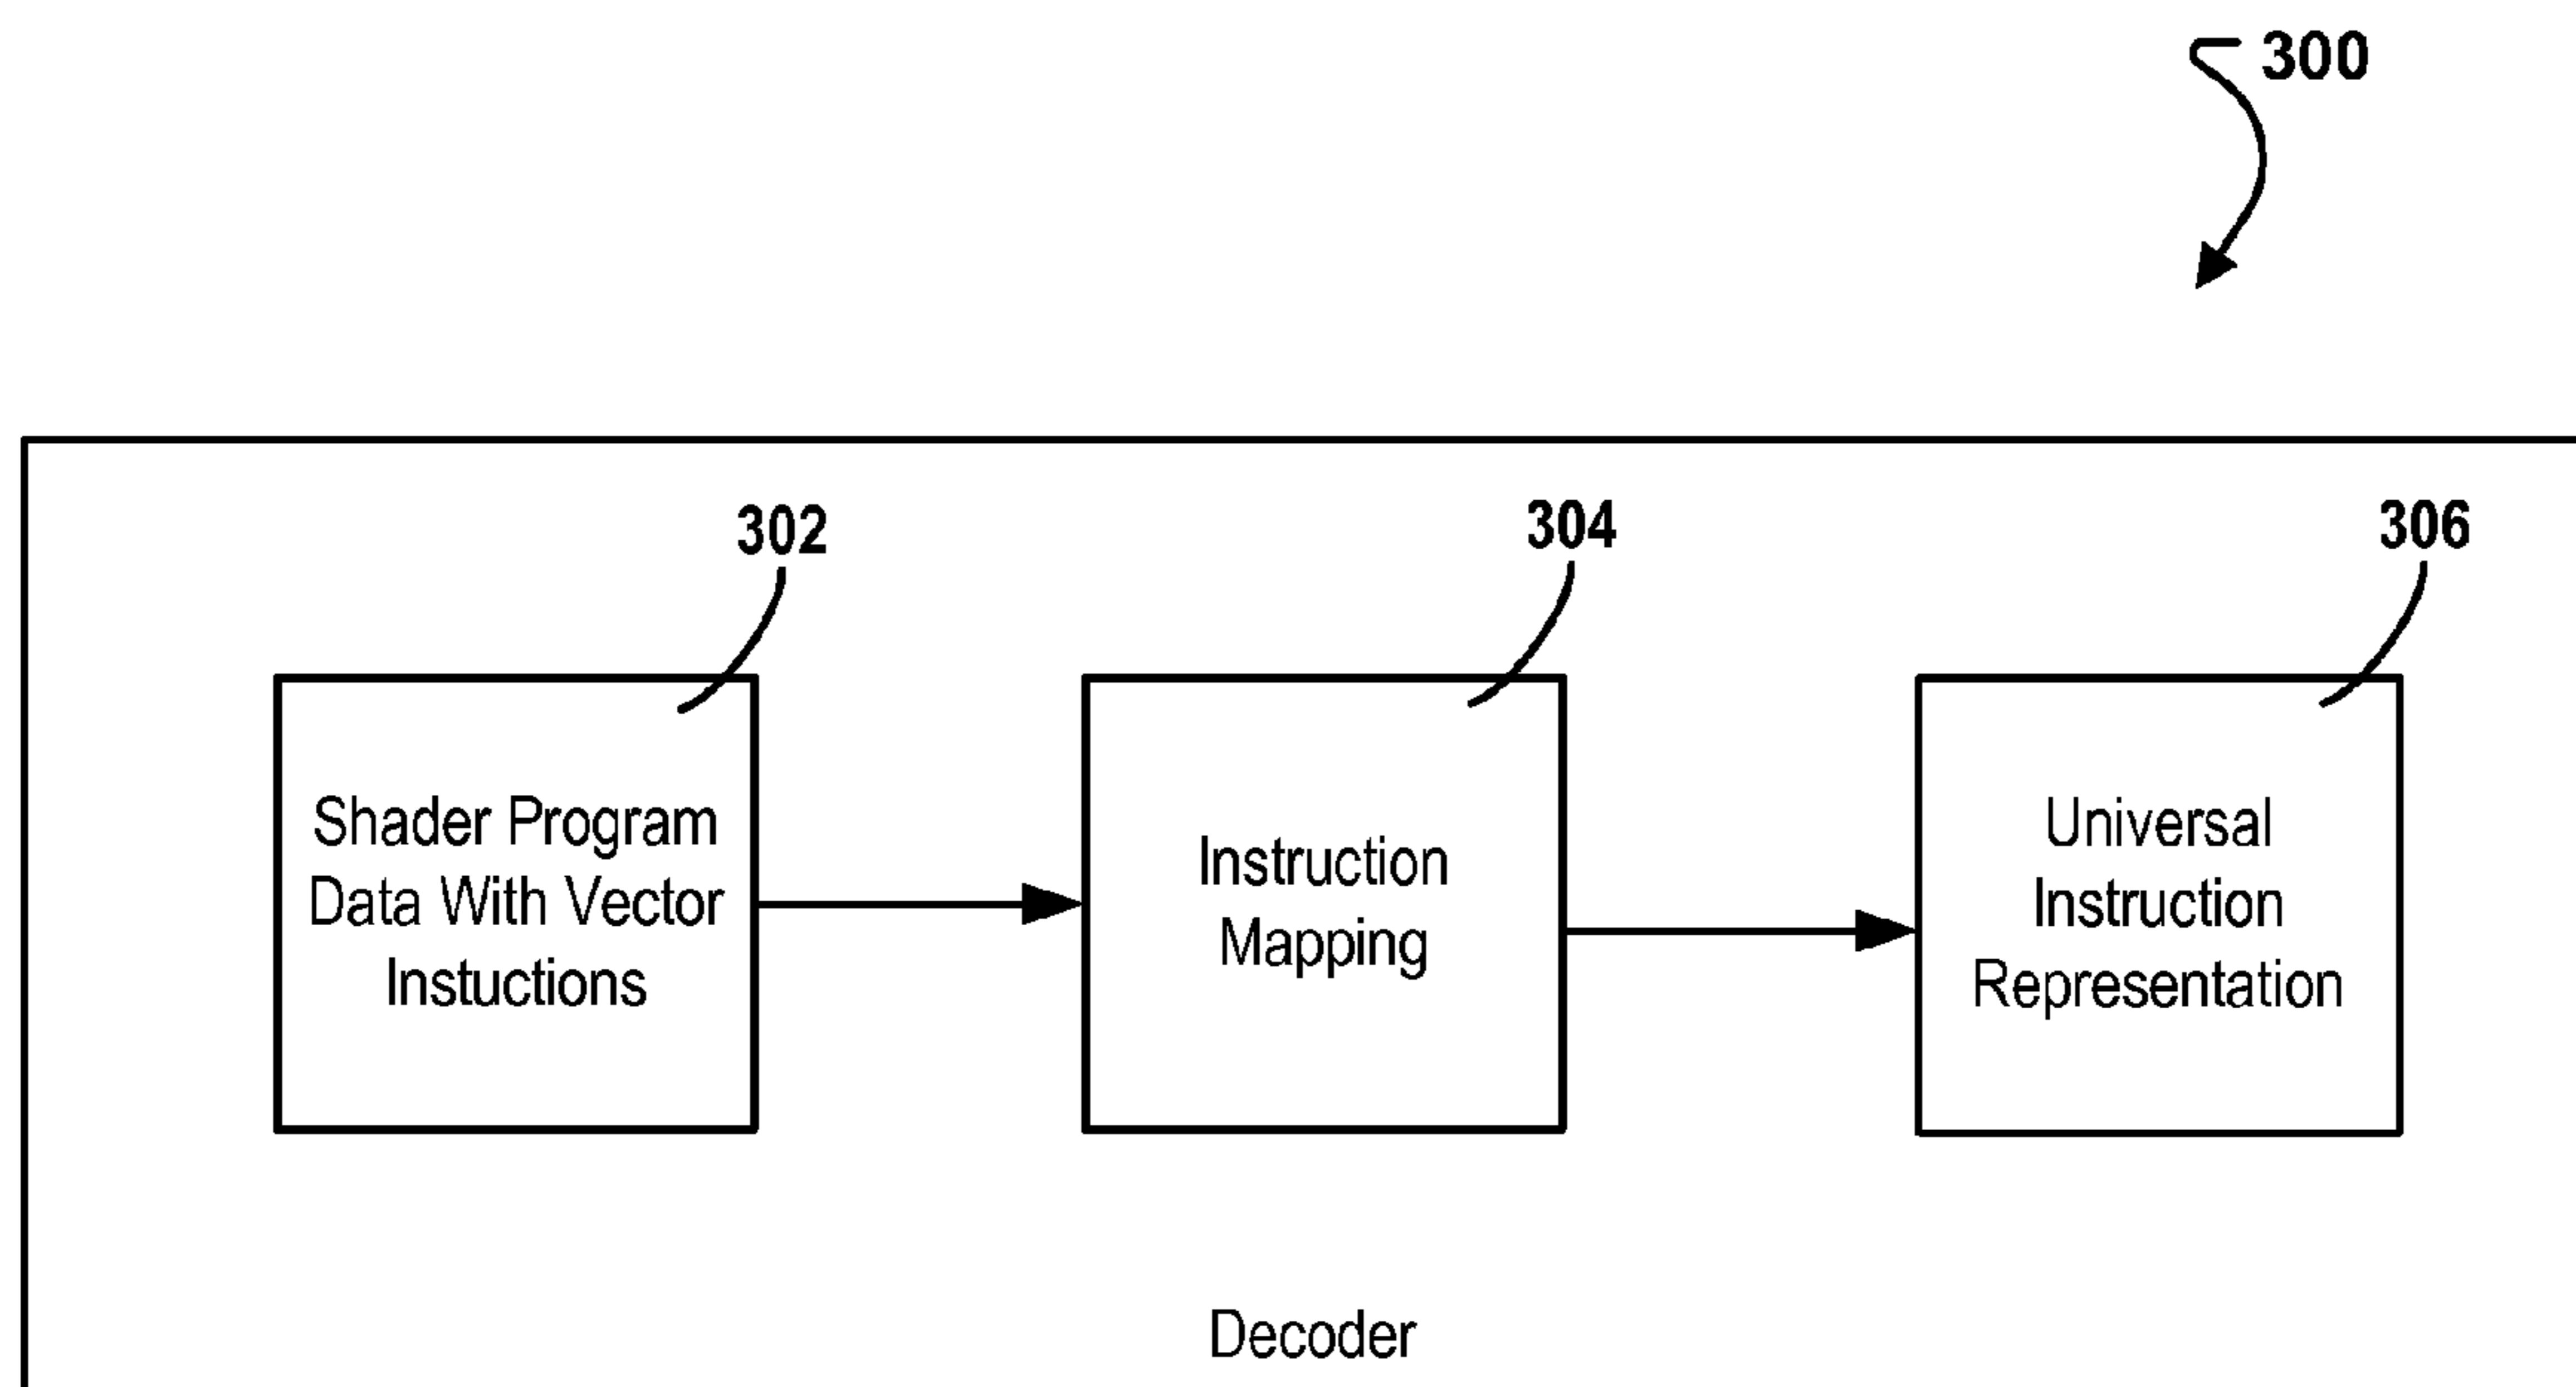 300
302
304
306
Shader Program
Data With Vector
Instuctions
Instruction
Mapping
Universal
Instruction
Representation
Decoder